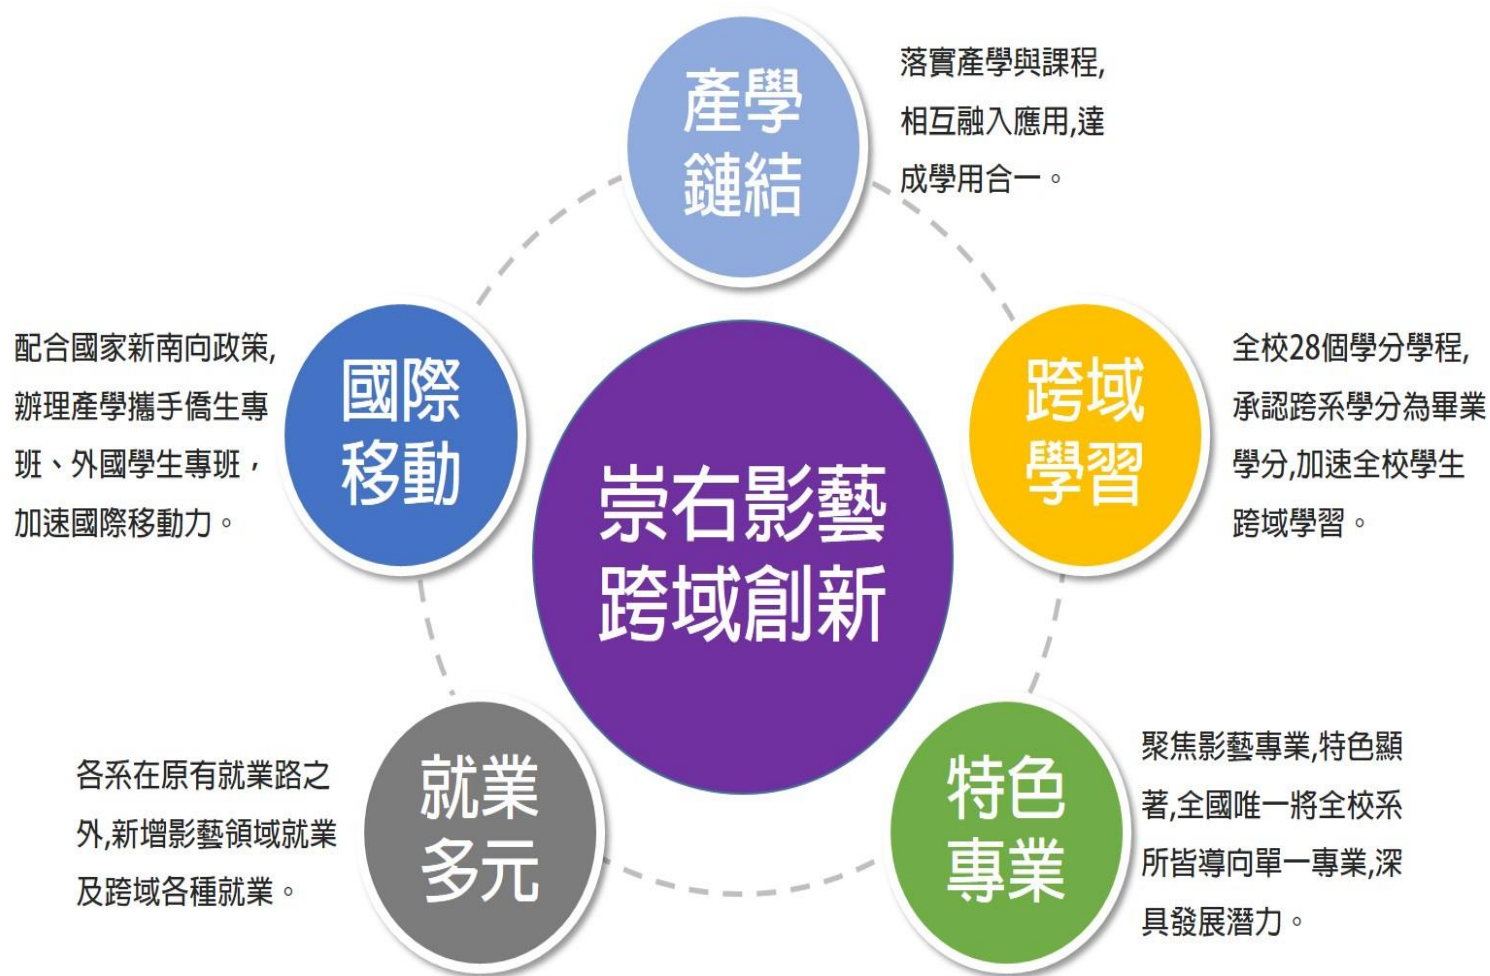 產學
鏈結
落實產學與課程,
相互融入應用,達
成學用合一。
國際
移動
配合國家新南向政策,
辦理產學攜手僑生專
班、外國學生專班，
加速國際移動力。
跨域
學習
全校28個學分學程,
承認跨系學分為畢業
學分,加速全校學生
跨域學習。
崇右影藝
跨域創新
就業
多元
各系在原有就業路之
外,新增影藝領域就業
及跨域各種就業。
特色
專業
聚焦影藝專業,特色顯
著,全國唯一將全校系
所皆導向單一專業,深
具發展潛力。